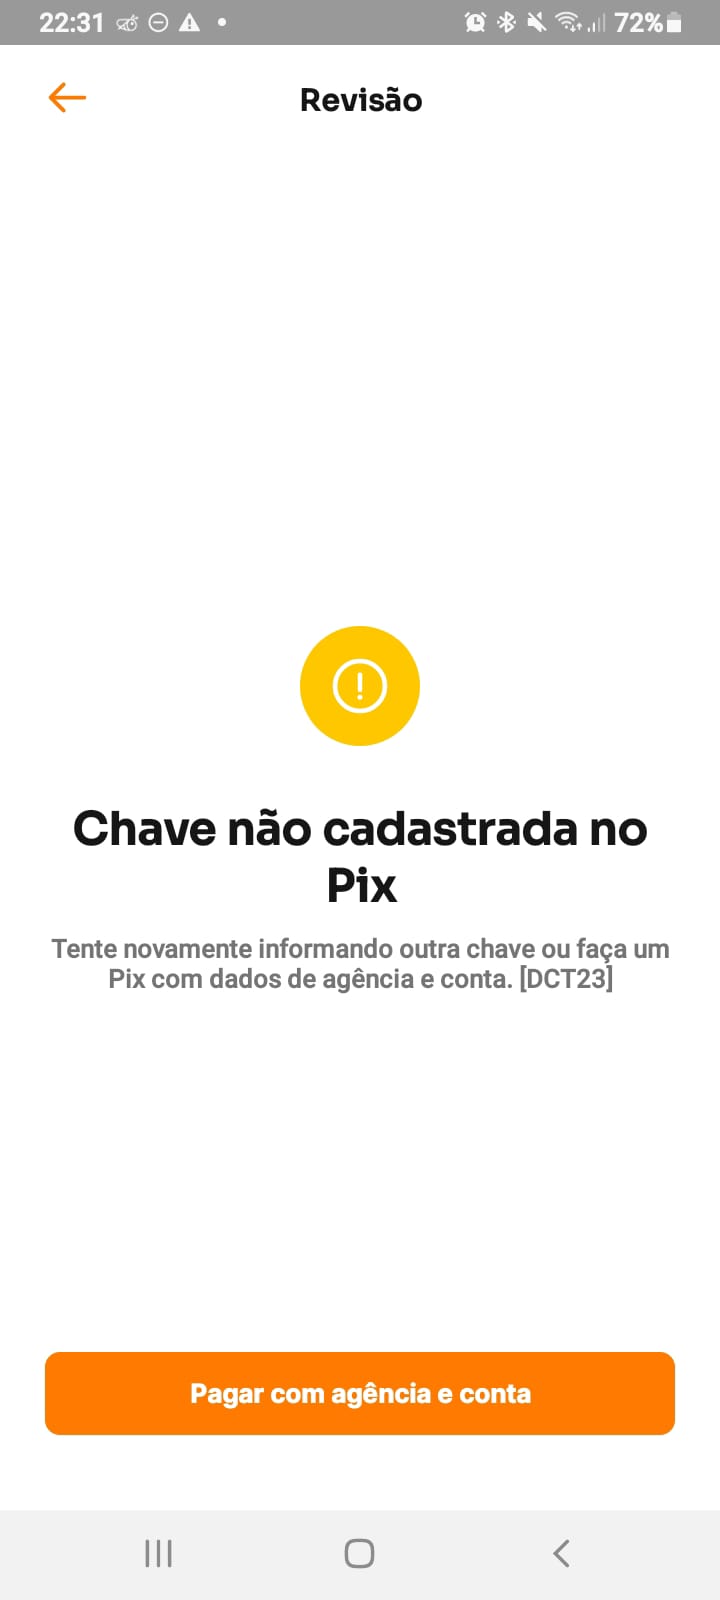 22:31
72%
Revisão
Chave não cadastrada no
Pix
Tente novamente informando outra chave ou faça um
Pix com dados de agência e conta. [DCT23]
Pagar com agência e conta